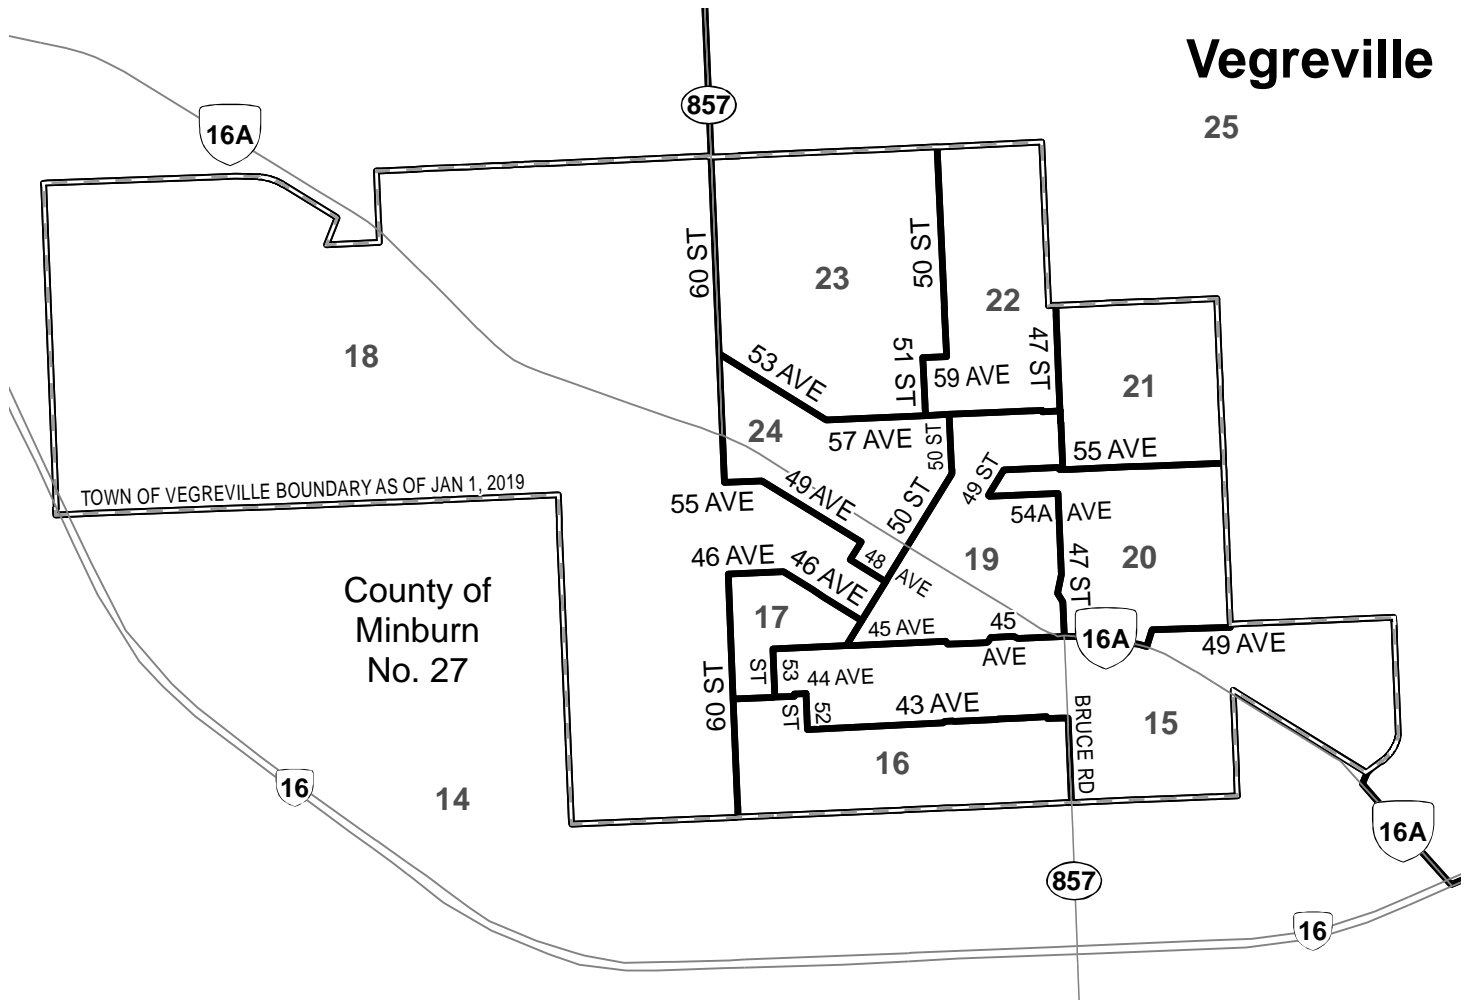 Vegreville
857
25
16A
60 ST
50 ST
23
22
18
51 ST
47 ST
53 AVE
59 AVE
21
24
57 AVE
50 ST
55 AVE
49 ST
TOWN OF VEGREVILLE BOUNDARY AS OF JAN 1, 2019
49 AVE
55 AVE
50 ST
54A AVE
46 AVE
46 AVE
48 AVE
19
47 ST
20
County of
Minburn
No. 27
17
45 AVE
45
AVE
16A
49 AVE
53 ST
44 AVE
60 ST
52 ST
43 AVE
BRUCE RD
15
16
16
14
16A
857
16